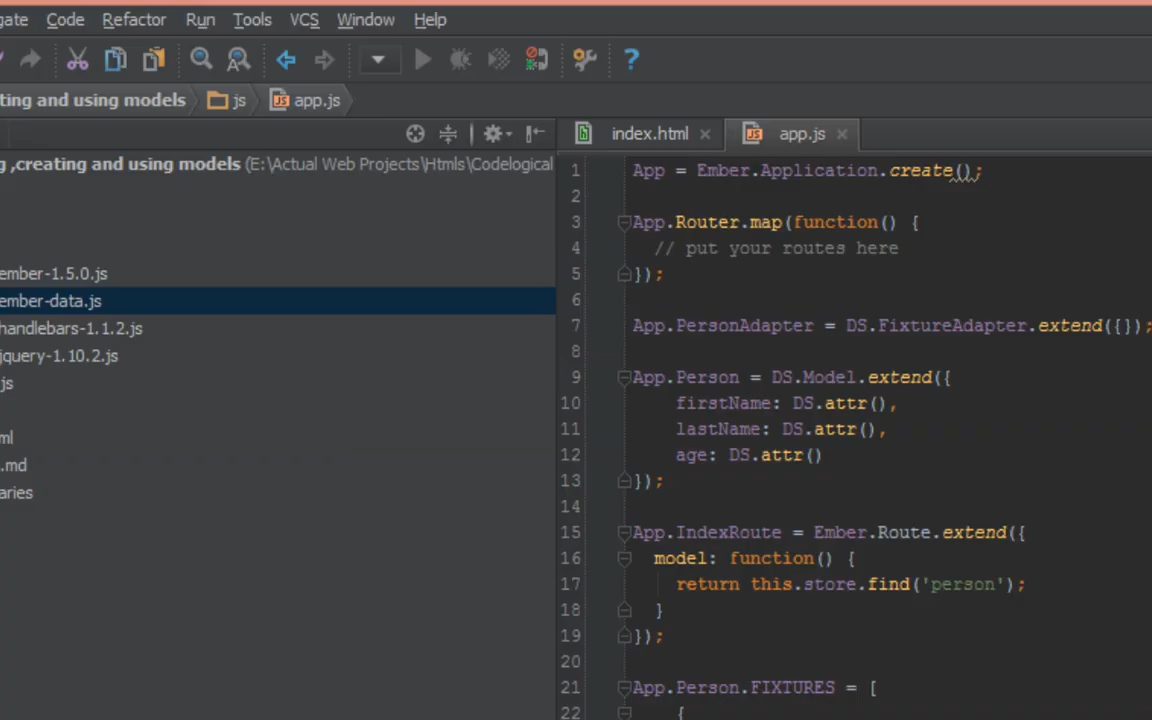 gate Code Refactor Run Tools VCS Window Help
ting and using models js app.js
index.html app.js
g ,creating and using models (E:\Actual Web Projects\Htmls\Codelogical
ember-1.5.0.js
ember-data.js
handlebars-1.1.2.js
jquery-1.10.2.js
js
ml
.md
aries
1 App = Ember.Application.create();
2
3 App.Router.map(function() {
4 // put your routes here
5 });
6
7 App.PersonAdapter = DS.FixtureAdapter.extend({});
8
9 App.Person = DS.Model.extend({
10 firstName: DS.attr(),
11 lastName: DS.attr(),
12 age: DS.attr()
13 });
14
15 App.IndexRoute = Ember.Route.extend({
16 model: function() {
17 return this.store.find('person');
18 }
19 });
20
21 App.Person.FIXTURES = [
22 {